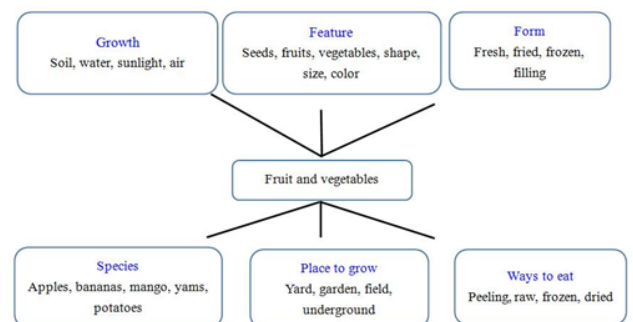 Growth
Soil, water, sunlight, air
Feature
Seeds, fruits, vegetables, shape,
size, color
Form
Fresh, fried, frozen,
filling
Fruit and vegetables
Species
Apples, bananas, mango, yams,
potatoes
Place to grow
Yard, garden, field,
underground
Ways to eat
Peeling, raw, frozen, dried